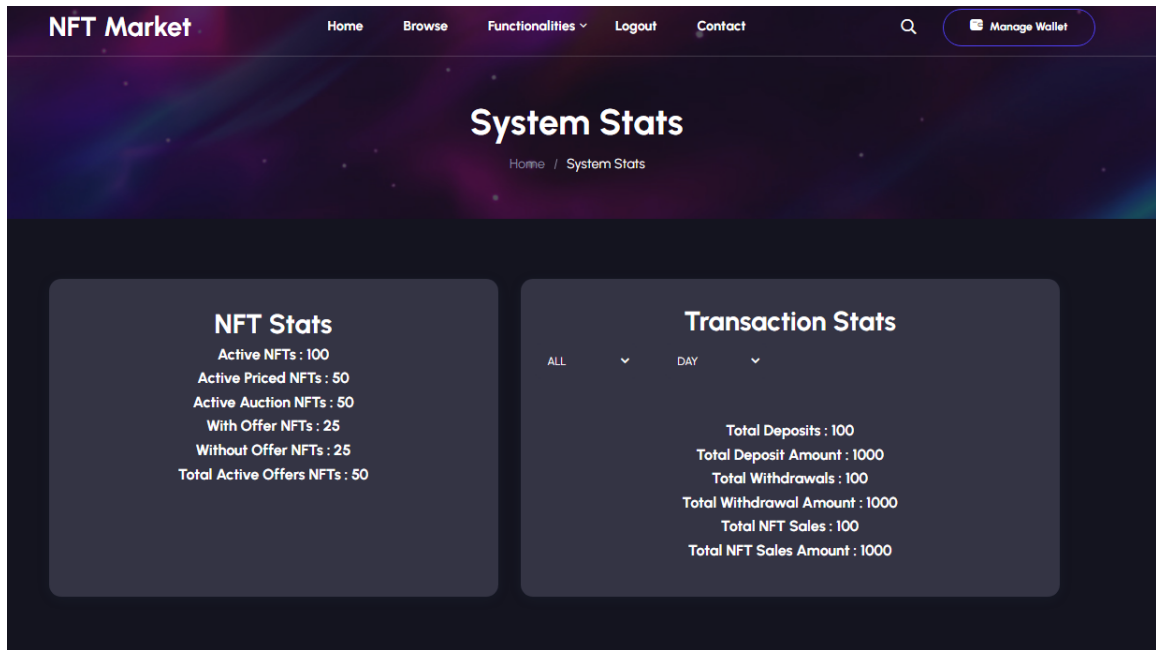 NFT Market Home Browse Functionalities Logout Contact Manage Wallet
System Stats
Home / System Stats
NFT Stats
Active NFTs : 100
Active Priced NFTs : 50
Active Auction NFTs : 50
With Offer NFTs : 25
Without Offer NFTs : 25
Total Active Offers NFTs : 50
Transaction Stats
ALL DAY
Total Deposits : 100
Total Deposit Amount : 1000
Total Withdrawals : 100
Total Withdrawal Amount : 1000
Total NFT Sales : 100
Total NFT Sales Amount : 1000